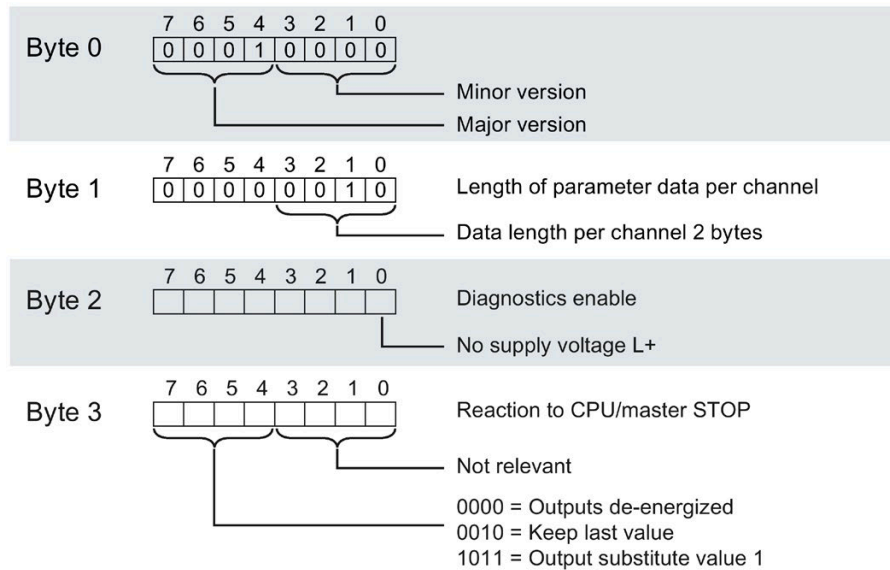 7 6 5 4 3 2 1 0
Byte 0
0 0 0 1 0 0 0 0
Minor version
Major version
7 6 5 4 3 2 1 0
Byte 1
0 0 0 0 0 0 1 0
Length of parameter data per channel
Data length per channel 2 bytes
7 6 5 4 3 2 1 0
Byte 2
Diagnostics enable
No supply voltage L+
7 6 5 4 3 2 1 0
Byte 3
Reaction to CPU/master STOP
Not relevant
0000 = Outputs de-energized
0010 = Keep last value
1011 = Output substitute value 1